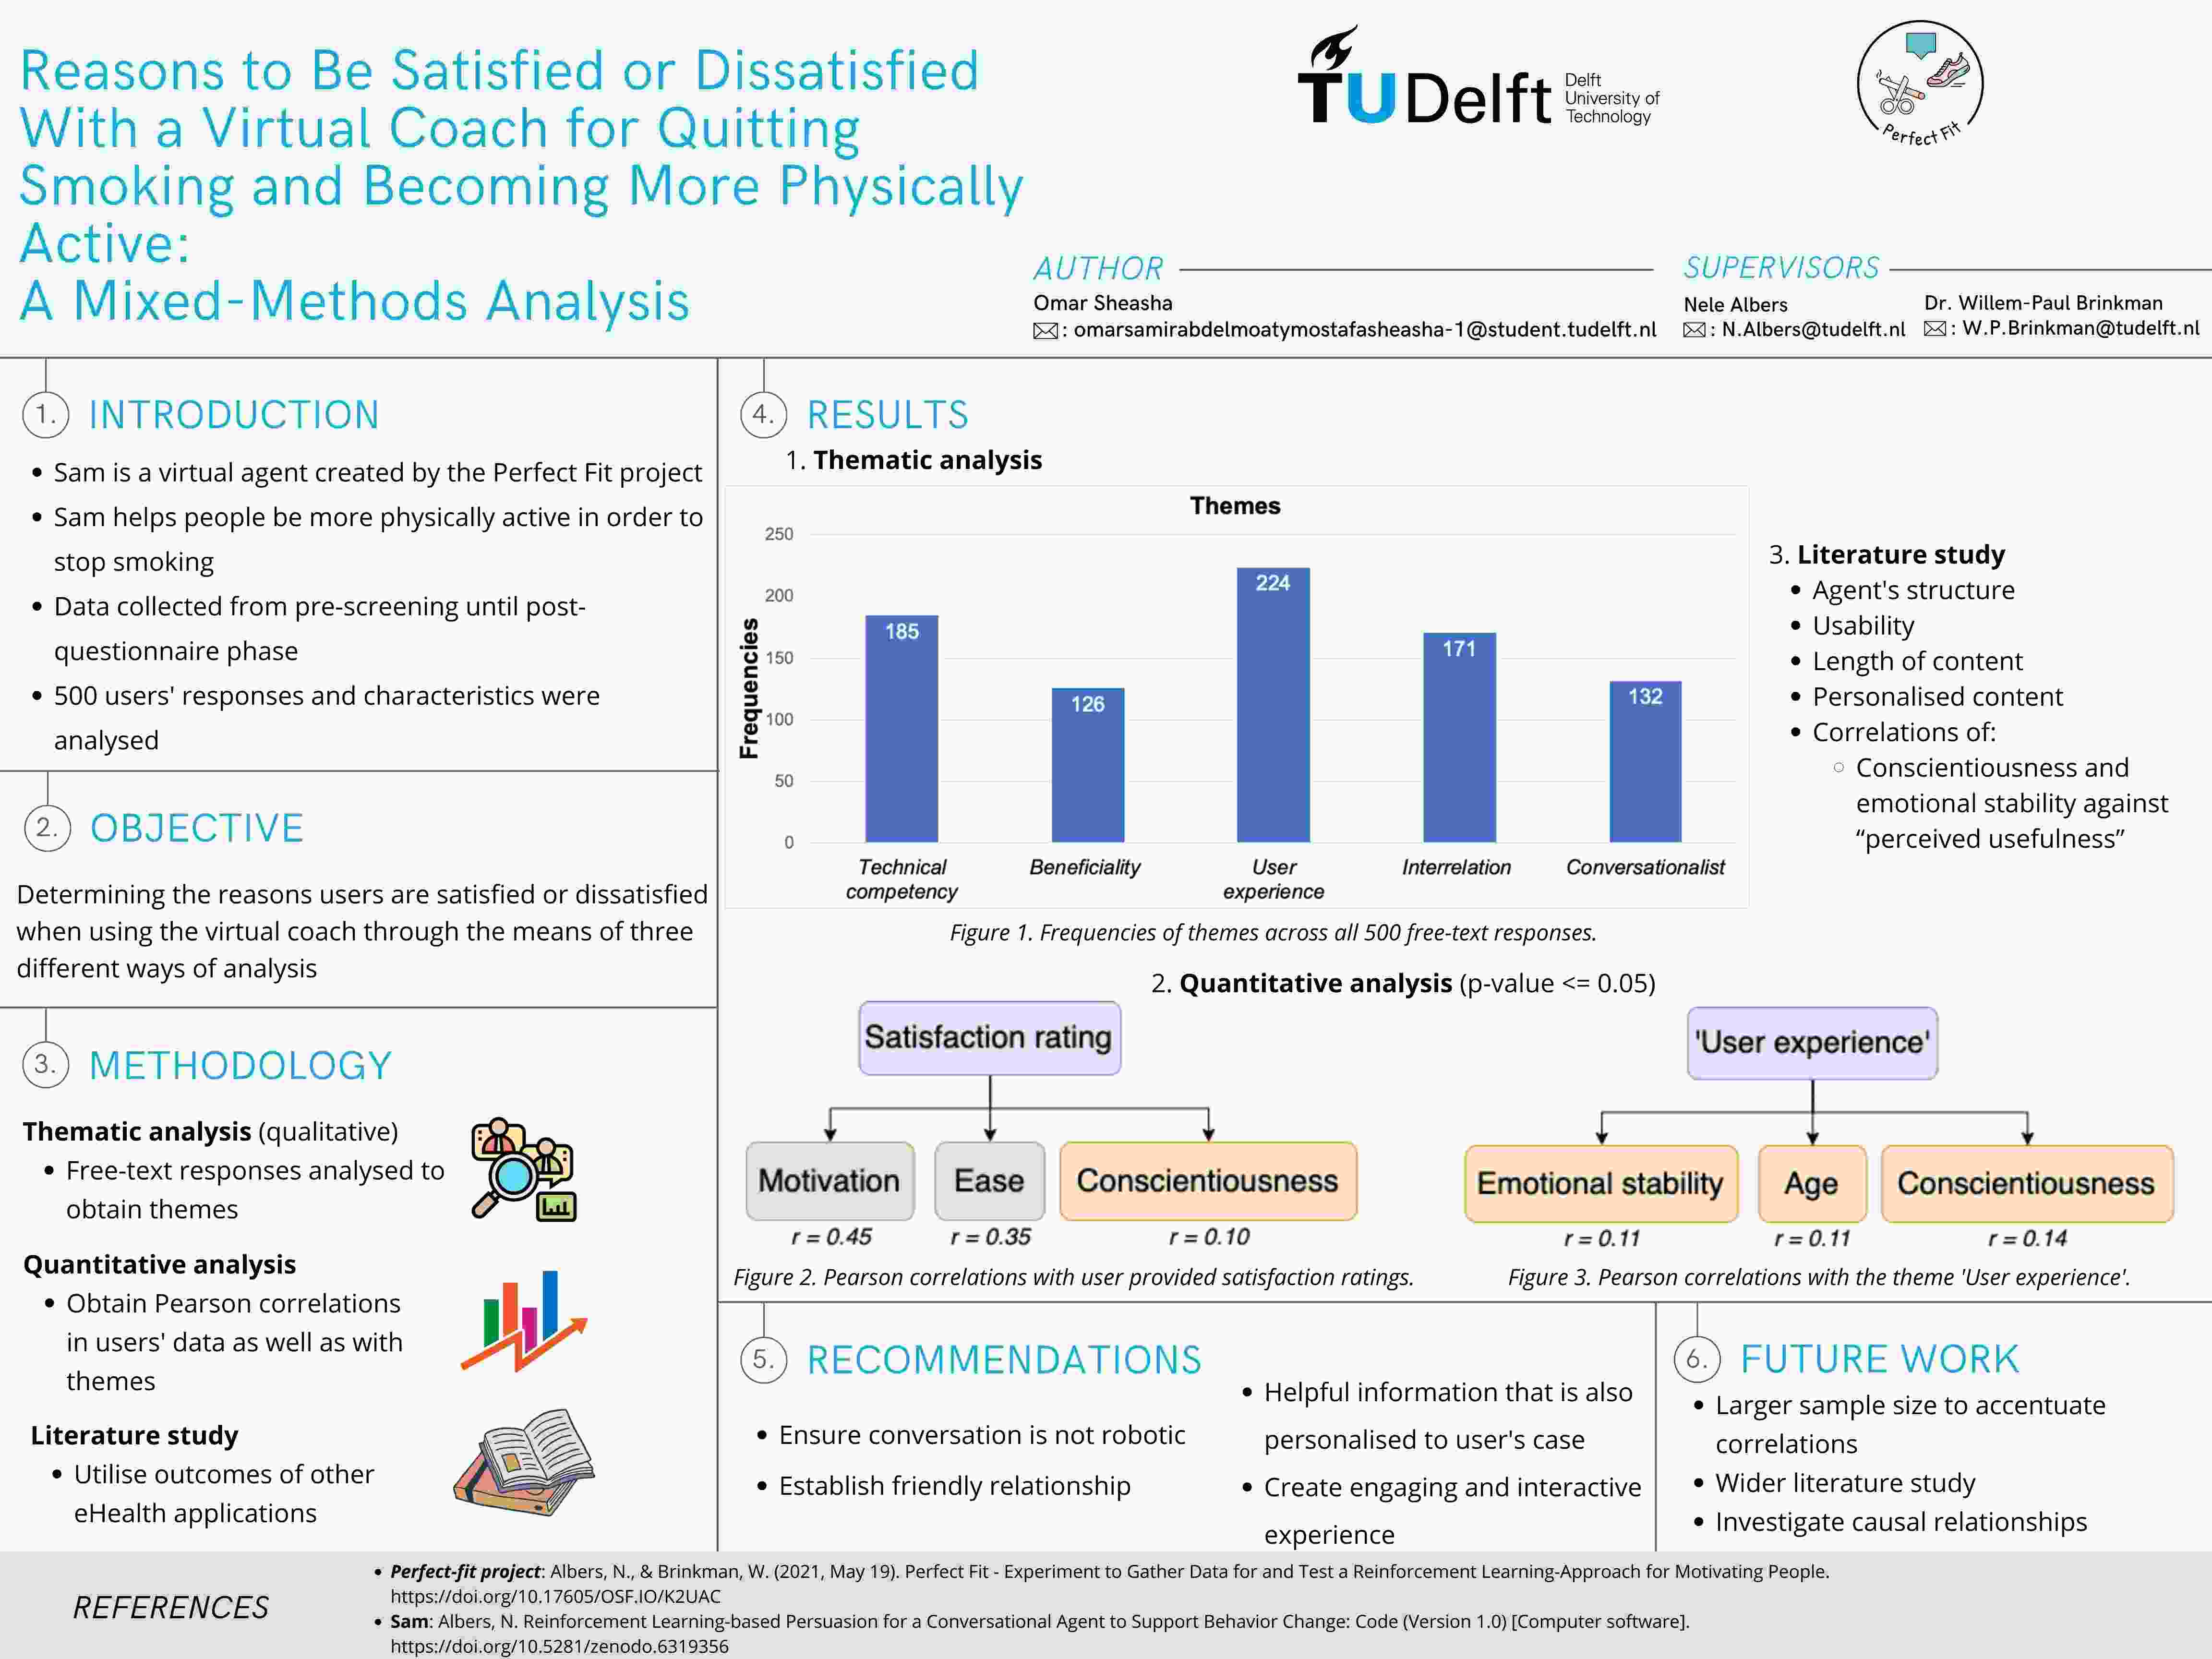 Reasons to Be Satisfied or Dissatisfied
With a Virtual Coach for Quitting
Smoking and Becoming More Physically
Active:
A Mixed-Methods Analysis
TU Delft
Delft
University of
Technology
Perfect Fit
AUTHOR
Omar Sheasha
: omarsamirabdelmoatymostafasheasha-1@student.tudelft.nl
SUPERVISORS
Nele Albers
: N.Albers@tudelft.nl
Dr. Willem-Paul Brinkman
: W.P.Brinkman@tudelft.nl
1. INTRODUCTION
• Sam is a virtual agent created by the Perfect Fit project
• Sam helps people be more physically active in order to
stop smoking
• Data collected from pre-screening until post-
questionnaire phase
• 500 users' responses and characteristics were
analysed
2. OBJECTIVE
Determining the reasons users are satisfied or dissatisfied
when using the virtual coach through the means of three
different ways of analysis
3. METHODOLOGY
Thematic analysis (qualitative)
• Free-text responses analysed to
obtain themes
Quantitative analysis
• Obtain Pearson correlations
in users' data as well as with
themes
Literature study
• Utilise outcomes of other
eHealth applications
4. RESULTS
1. Thematic analysis
Themes
Frequencies
250
200
150
100
50
0
185
126
224
171
132
Technical
competency
Beneficiality
User
experience
Interrelation
Conversationalist
Figure 1. Frequencies of themes across all 500 free-text responses.
3. Literature study
• Agent's structure
• Usability
• Length of content
• Personalised content
• Correlations of:
○ Conscientiousness and
emotional stability against
“perceived usefulness”
2. Quantitative analysis (p-value <= 0.05)
Satisfaction rating
Motivation
Ease
Conscientiousness
r = 0.45
r = 0.35
r = 0.10
Figure 2. Pearson correlations with user provided satisfaction ratings.
'User experience'
Emotional stability
Age
Conscientiousness
r = 0.11
r = 0.11
r = 0.14
Figure 3. Pearson correlations with the theme 'User experience'.
5. RECOMMENDATIONS
• Ensure conversation is not robotic
• Establish friendly relationship
• Helpful information that is also
personalised to user's case
• Create engaging and interactive
experience
6. FUTURE WORK
• Larger sample size to accentuate
correlations
• Wider literature study
• Investigate causal relationships
REFERENCES
• Perfect-fit project: Albers, N., & Brinkman, W. (2021, May 19). Perfect Fit - Experiment to Gather Data for and Test a Reinforcement Learning-Approach for Motivating People.
https://doi.org/10.17605/OSF.IO/K2UAC
• Sam: Albers, N. Reinforcement Learning-based Persuasion for a Conversational Agent to Support Behavior Change: Code (Version 1.0) [Computer software].
https://doi.org/10.5281/zenodo.6319356